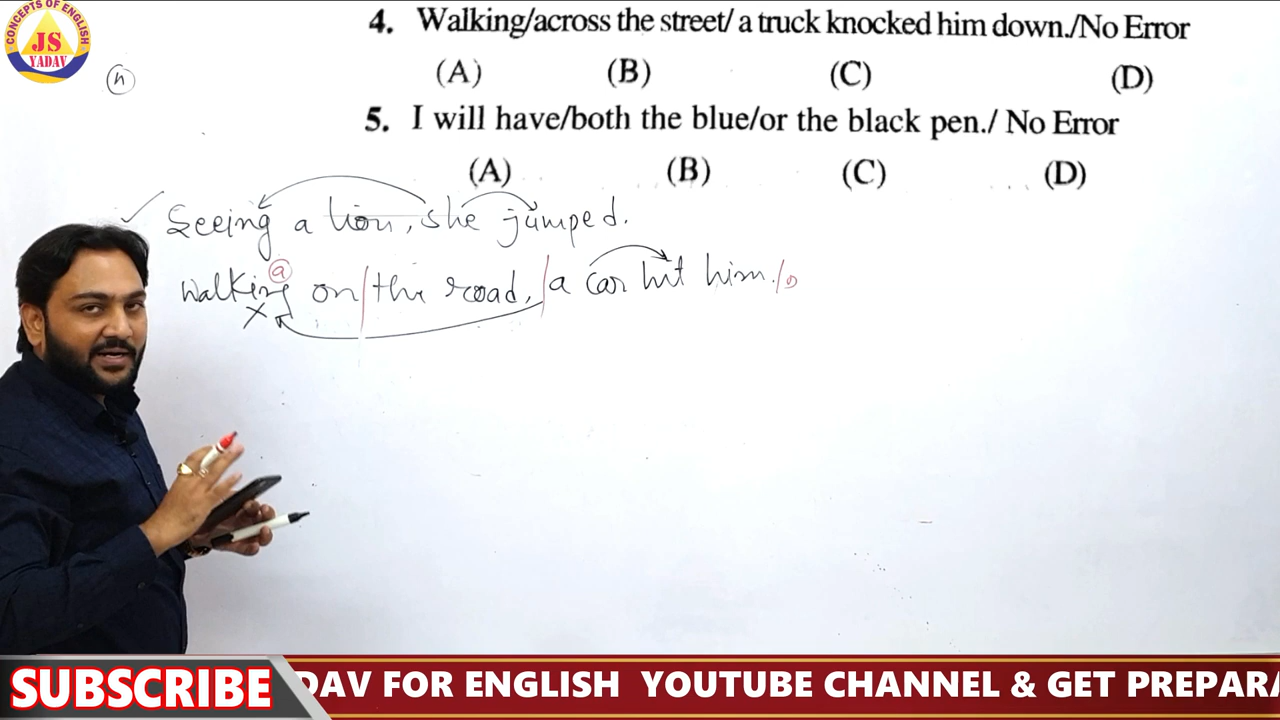 CONCEPTS OF ENGLISH
JS
YADAV
4. Walking/across the street/ a truck knocked him down./No Error
(A) (B) (C) (D)
5. I will have/both the blue/or the black pen./ No Error
(A) (B) (C) (D)
Seeing a lion, she jumped.
Walking on/the road,/a car hit him./
SUBSCRIBE
DAV FOR ENGLISH YOUTUBE CHANNEL & GET PREPARA